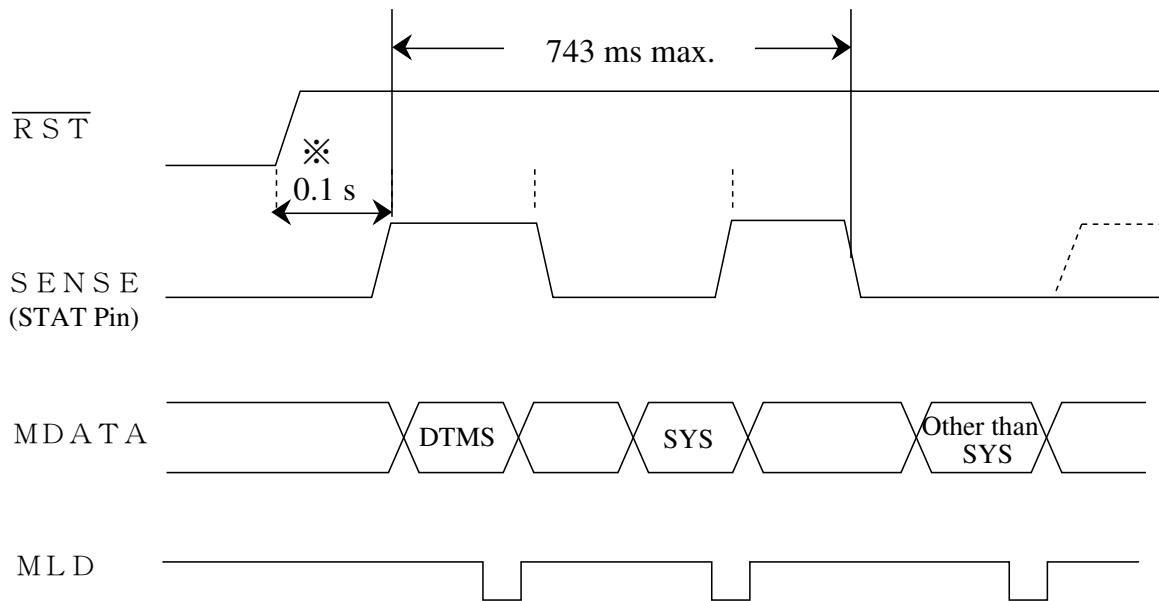 743 ms max.
RST
※
0.1 s
SENSE
(STAT Pin)
MDATA
DTMS
SYS
Other than
SYS
MLD